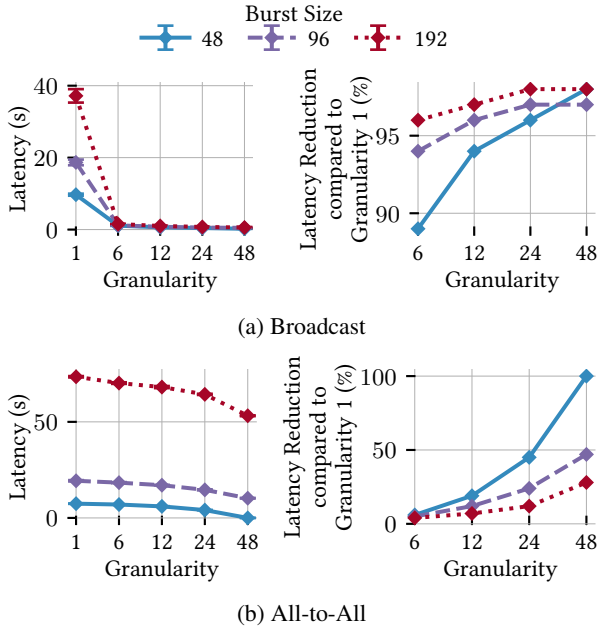 Burst Size
48 96 192
Latency (s)
40
20
0
1 6 12 24 48
Granularity
Latency Reduction
compared to
Granularity 1 (%)
95
90
6 12 24 48
Granularity
(a) Broadcast
Latency (s)
50
0
1 6 12 24 48
Granularity
Latency Reduction
compared to
Granularity 1 (%)
100
50
0
6 12 24 48
Granularity
(b) All-to-All